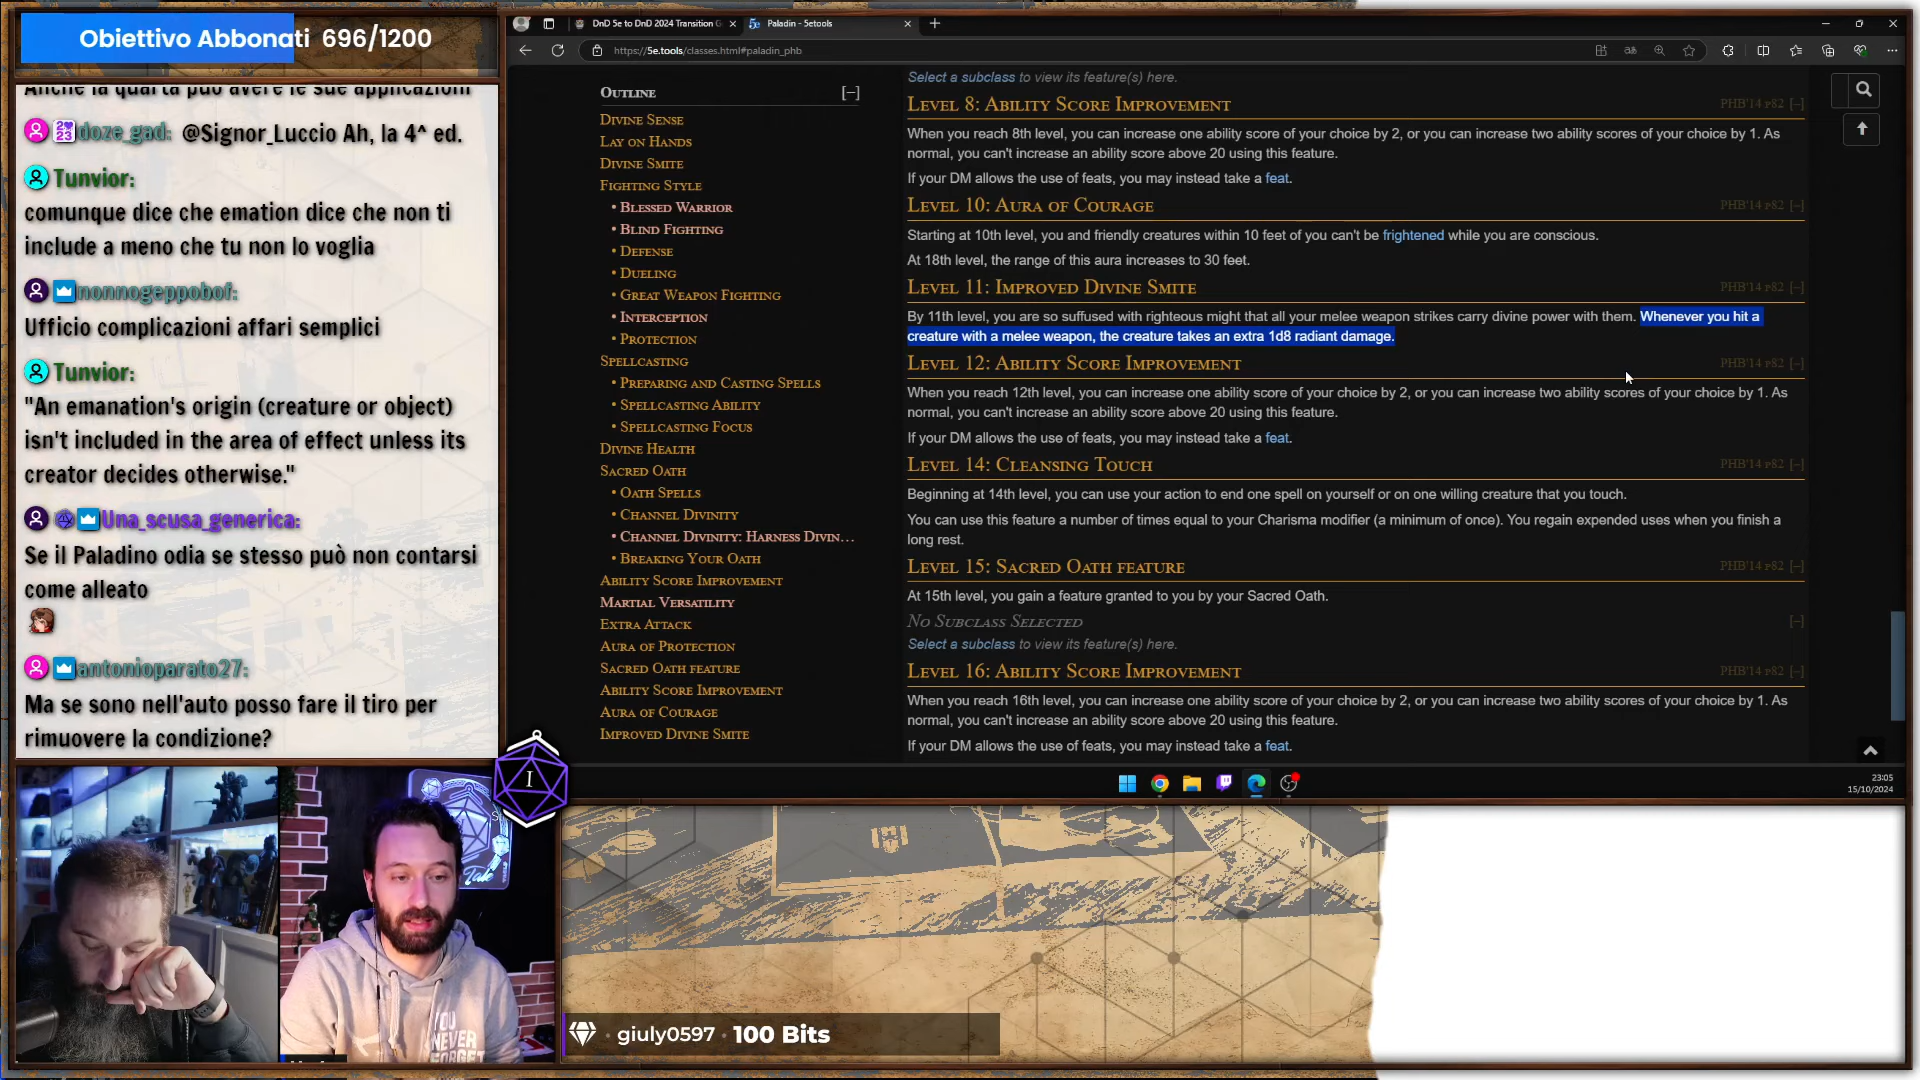 Obiettivo Abbonati 696/1200
Anche la quarta può avere le sue applicazioni
doze_gad: @Signor_Luccio Ah, la 4^ ed.
Tunvior:
comunque dice che emation dice che non ti
include a meno che tu non lo voglia
nonnogeppobof:
Ufficio complicazioni affari semplici
Tunvior:
"An emanation's origin (creature or object)
isn't included in the area of effect unless its
creator decides otherwise."
Una_scusa_generica:
Se il Paladino odia se stesso può non contarsi
come alleato
antonioparato27:
Ma se sono nell'auto posso fare il tiro per
rimuovere la condizione?
DnD 5e to DnD 2024 Transition G
Paladin - 5etools
https://5e.tools/classes.html#paladin_phb
OUTLINE [–]
DIVINE SENSE
LAY ON HANDS
DIVINE SMITE
FIGHTING STYLE
• BLESSED WARRIOR
• BLIND FIGHTING
• DEFENSE
• DUELING
• GREAT WEAPON FIGHTING
• INTERCEPTION
• PROTECTION
SPELLCASTING
• PREPARING AND CASTING SPELLS
• SPELLCASTING ABILITY
• SPELLCASTING FOCUS
DIVINE HEALTH
SACRED OATH
• OATH SPELLS
• CHANNEL DIVINITY
• CHANNEL DIVINITY: HARNESS DIVIN...
• BREAKING YOUR OATH
ABILITY SCORE IMPROVEMENT
MARTIAL VERSATILITY
EXTRA ATTACK
AURA OF PROTECTION
SACRED OATH FEATURE
ABILITY SCORE IMPROVEMENT
AURA OF COURAGE
IMPROVED DIVINE SMITE
Select a subclass to view its feature(s) here.
LEVEL 8: ABILITY SCORE IMPROVEMENT PHB'14 P82 [–]
When you reach 8th level, you can increase one ability score of your choice by 2, or you can increase two ability scores of your choice by 1. As
normal, you can't increase an ability score above 20 using this feature.
If your DM allows the use of feats, you may instead take a feat.
LEVEL 10: AURA OF COURAGE PHB'14 P82 [–]
Starting at 10th level, you and friendly creatures within 10 feet of you can't be frightened while you are conscious.
At 18th level, the range of this aura increases to 30 feet.
LEVEL 11: IMPROVED DIVINE SMITE PHB'14 P82 [–]
By 11th level, you are so suffused with righteous might that all your melee weapon strikes carry divine power with them. Whenever you hit a
creature with a melee weapon, the creature takes an extra 1d8 radiant damage.
LEVEL 12: ABILITY SCORE IMPROVEMENT PHB'14 P82 [–]
When you reach 12th level, you can increase one ability score of your choice by 2, or you can increase two ability scores of your choice by 1. As
normal, you can't increase an ability score above 20 using this feature.
If your DM allows the use of feats, you may instead take a feat.
LEVEL 14: CLEANSING TOUCH PHB'14 P82 [–]
Beginning at 14th level, you can use your action to end one spell on yourself or on one willing creature that you touch.
You can use this feature a number of times equal to your Charisma modifier (a minimum of once). You regain expended uses when you finish a
long rest.
LEVEL 15: SACRED OATH FEATURE PHB'14 P82 [–]
At 15th level, you gain a feature granted to you by your Sacred Oath.
NO SUBCLASS SELECTED [–]
Select a subclass to view its feature(s) here.
LEVEL 16: ABILITY SCORE IMPROVEMENT PHB'14 P82 [–]
When you reach 16th level, you can increase one ability score of your choice by 2, or you can increase two ability scores of your choice by 1. As
normal, you can't increase an ability score above 20 using this feature.
If your DM allows the use of feats, you may instead take a feat.
23:05
15/10/2024
I
Tale
YOU
NEVER
FORGET
giuly0597 · 100 Bits